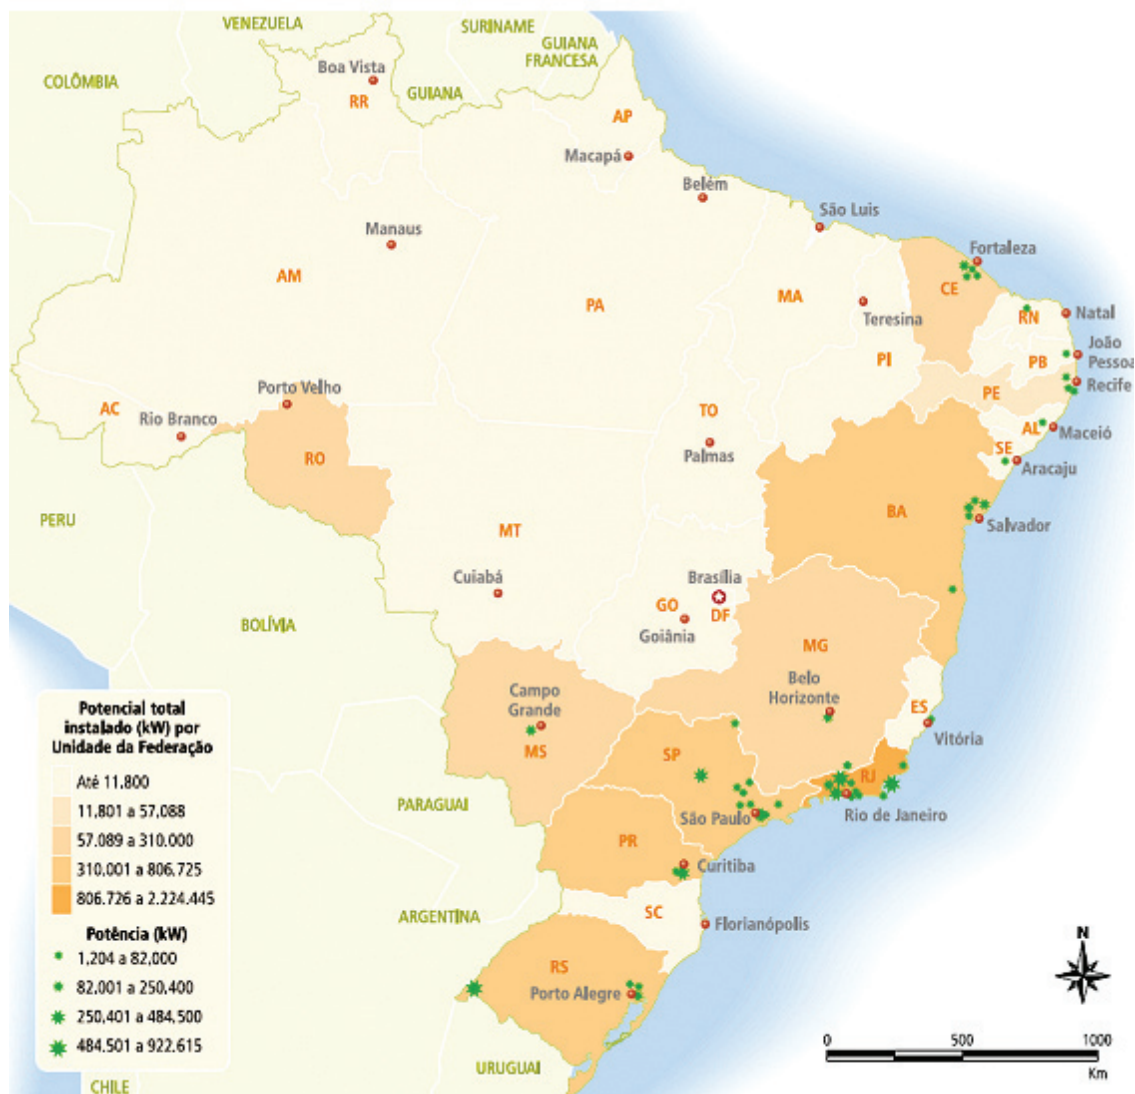 VENEZUELA
SURINAME
GUIANA
FRANCESA
COLÔMBIA
Boa Vista
RR
GUIANA
AP
Macapá
Belém
São Luis
Manaus
Fortaleza
AM
PA
MA
CE
Teresina
RN
Natal
PI
PB
João
Pessoa
Porto Velho
PE
Recife
AC
Rio Branco
TO
AL
Maceió
RO
Palmas
SE
Aracaju
PERU
BA
Salvador
MT
Cuiabá
Brasília
GO
DF
BOLÍVIA
Goiânia
MG
Belo
Horizonte
Campo
Grande
ES
Vitória
MS
SP
RJ
PARAGUAI
São Paulo
Rio de Janeiro
PR
Curitiba
ARGENTINA
SC
Florianópolis
RS
Porto Alegre
URUGUAI
CHILE
Potencial total
instalado (kW) por
Unidade da Federação
Até 11.800
11.801 a 57.088
57.089 a 310.000
310.001 a 806.725
806.726 a 2.224.445
Potência (kW)
1,204 a 82,000
82.001 a 250.400
250,401 a 484,500
484.501 a 922.615
N
0 500 1000
Km